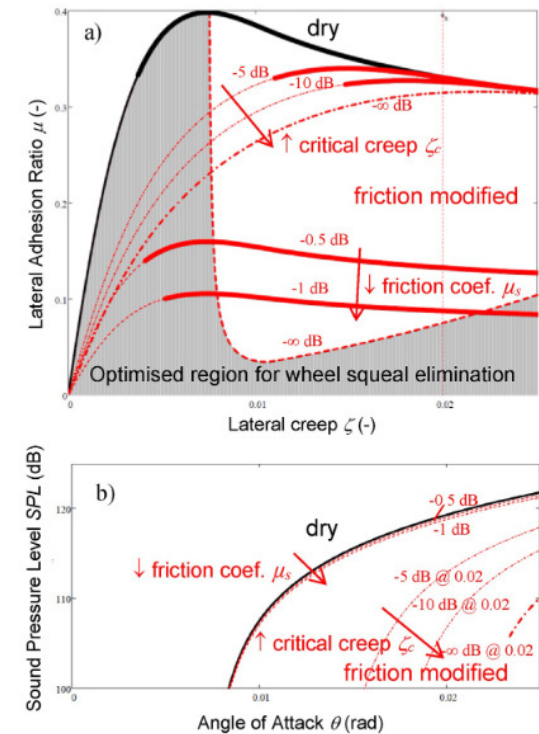 a)
0.4
dry
-5 dB
-10 dB
-∞ dB
0.3
↑ critical creep ζc
Lateral Adhesion Ratio μ (-)
0.2
friction modified
-0.5 dB
↓ friction coef. μs
-1 dB
0.1
-∞ dB
Optimised region for wheel squeal elimination
0
0
0.01
0.02
Lateral creep ζ (-)
b)
120
dry
-0.5 dB
-1 dB
↓ friction coef. μs
-5 dB @ 0.02
110
-10 dB @ 0.02
↑ critical creep ζc
-∞ dB @ 0.02
friction modified
100
Sound Pressure Level SPL (dB)
0.01
0.02
Angle of Attack θ (rad)